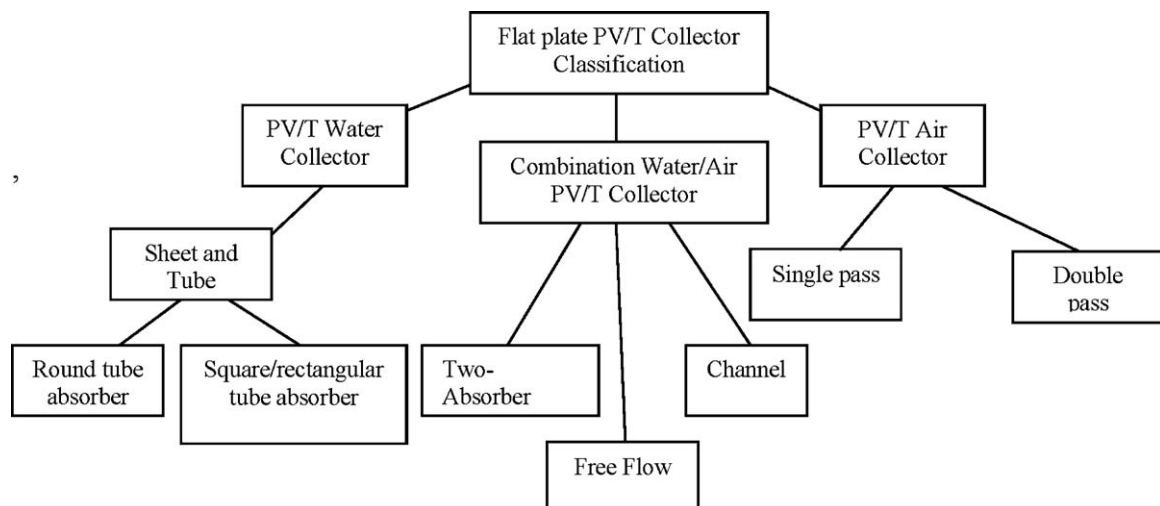 Flat plate PV/T Collector
Classification
PV/T Water
Collector
Combination Water/Air
PV/T Collector
PV/T Air
Collector
,
Sheet and
Tube
Single pass
Double
pass
Round tube
absorber
Square/rectangular
tube absorber
Two-
Absorber
Channel
Free Flow